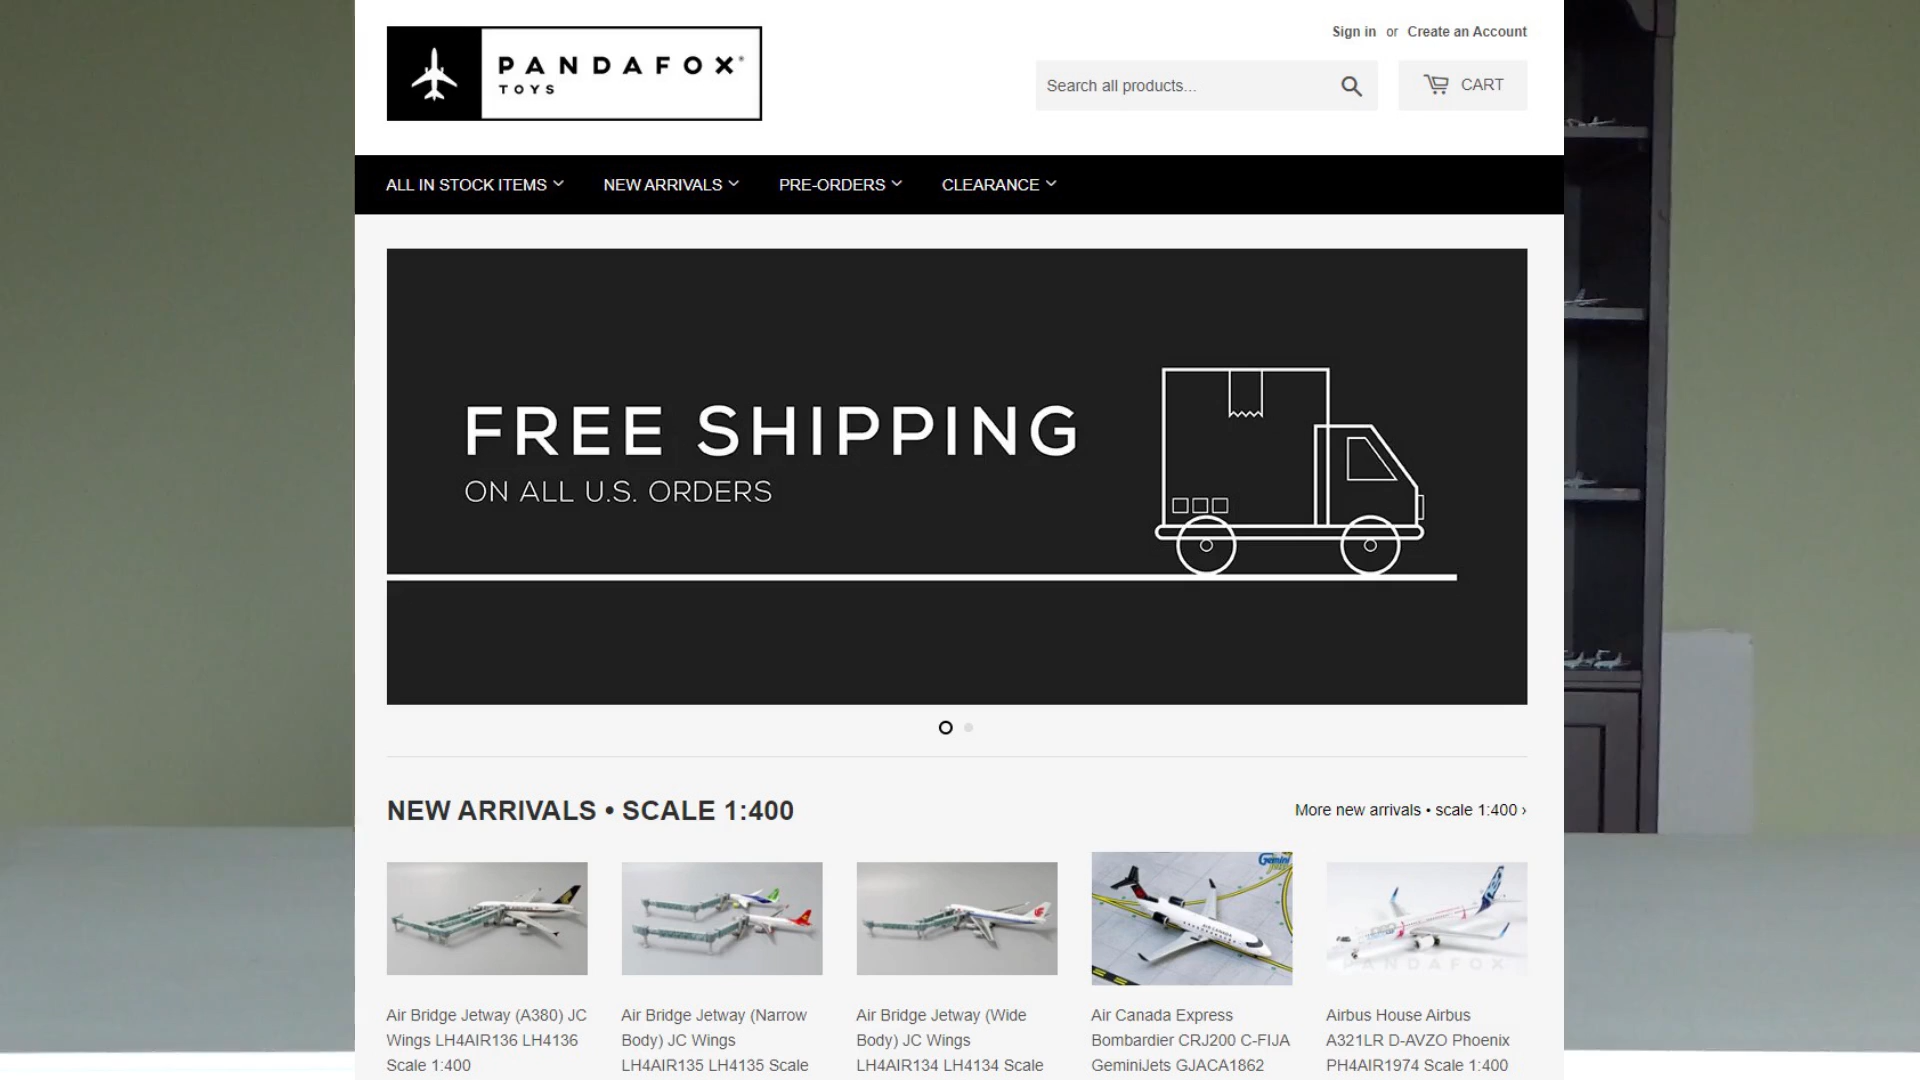 Sign in or Create an Account
PANDAFOX®
TOYS
Search all products...
CART
ALL IN STOCK ITEMS
NEW ARRIVALS
PRE-ORDERS
CLEARANCE
FREE SHIPPING
ON ALL U.S. ORDERS
NEW ARRIVALS • SCALE 1:400
More new arrivals • scale 1:400 ›
Gemini
PANDAFOX
Air Bridge Jetway (A380) JC
Wings LH4AIR136 LH4136
Scale 1:400
Air Bridge Jetway (Narrow
Body) JC Wings
LH4AIR135 LH4135 Scale
Air Bridge Jetway (Wide
Body) JC Wings
LH4AIR134 LH4134 Scale
Air Canada Express
Bombardier CRJ200 C-FIJA
GeminiJets GJACA1862
Airbus House Airbus
A321LR D-AVZO Phoenix
PH4AIR1974 Scale 1:400